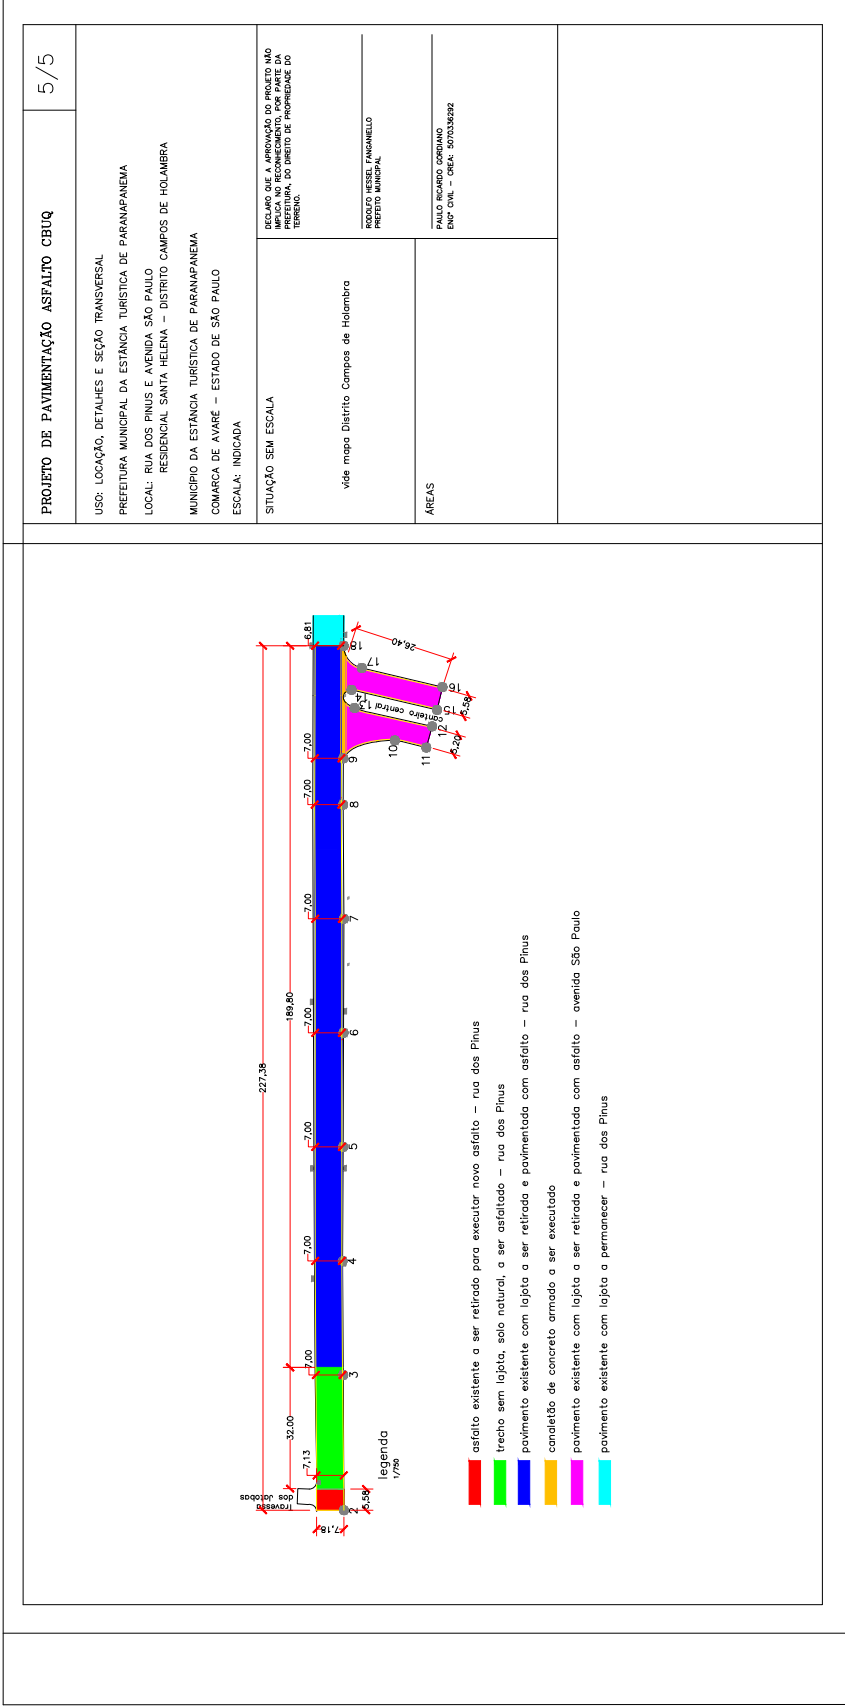 PROJETO DE PAVIMENTAÇÃO ASFALTO CBUQ
5/5
USO: LOCAÇÃO, DETALHES E SEÇÃO TRANSVERSAL
PREFEITURA MUNICIPAL DA ESTÂNCIA TURÍSTICA DE PARANAPANEMA
LOCAL: RUA DOS PINUS E AVENIDA SÃO PAULO
RESIDENCIAL SANTA HELENA – DISTRITO CAMPOS DE HOLAMBRA
MUNICÍPIO DA ESTÂNCIA TURÍSTICA DE PARANAPANEMA
COMARCA DE AVARÉ – ESTADO DE SÃO PAULO
ESCALA: INDICADA
SITUAÇÃO SEM ESCALA
vide mapa Distrito Campos de Holambra
DECLARO QUE A APROVAÇÃO DO PROJETO NÃO
IMPLICA NO RECONHECIMENTO, POR PARTE DA
PREFEITURA, DO DIREITO DE PROPRIEDADE DO
TERRENO.
RODOLFO HESSEL FANGANIELLO
PREFEITO MUNICIPAL
ÁREAS
PAULO RICARDO GORDIANO
ENGº CIVIL – CREA: 5070336292
227,38
32.00
189,80
travessa
dos Jatobás
7,18
7,13
7,00
7,00
7,00
7,00
7,00
7,00
7,00
6,81
2
3
4
5
6
7
8
9
18
5,58
10
13
14
17
canteiro central
26,40
11
12
15
16
5,20
5,58
legenda
1/750
asfalto existente a ser retirado para executar novo asfalto – rua dos Pinus
trecho sem lajota, solo natural, a ser asfaltado – rua dos Pinus
pavimento existente com lajota a ser retirada e pavimentada com asfalto – rua dos Pinus
canaletão de concreto armado a ser executado
pavimento existente com lajota a ser retirada e pavimentada com asfalto – avenida São Paulo
pavimento existente com lajota a permanecer – rua dos Pinus